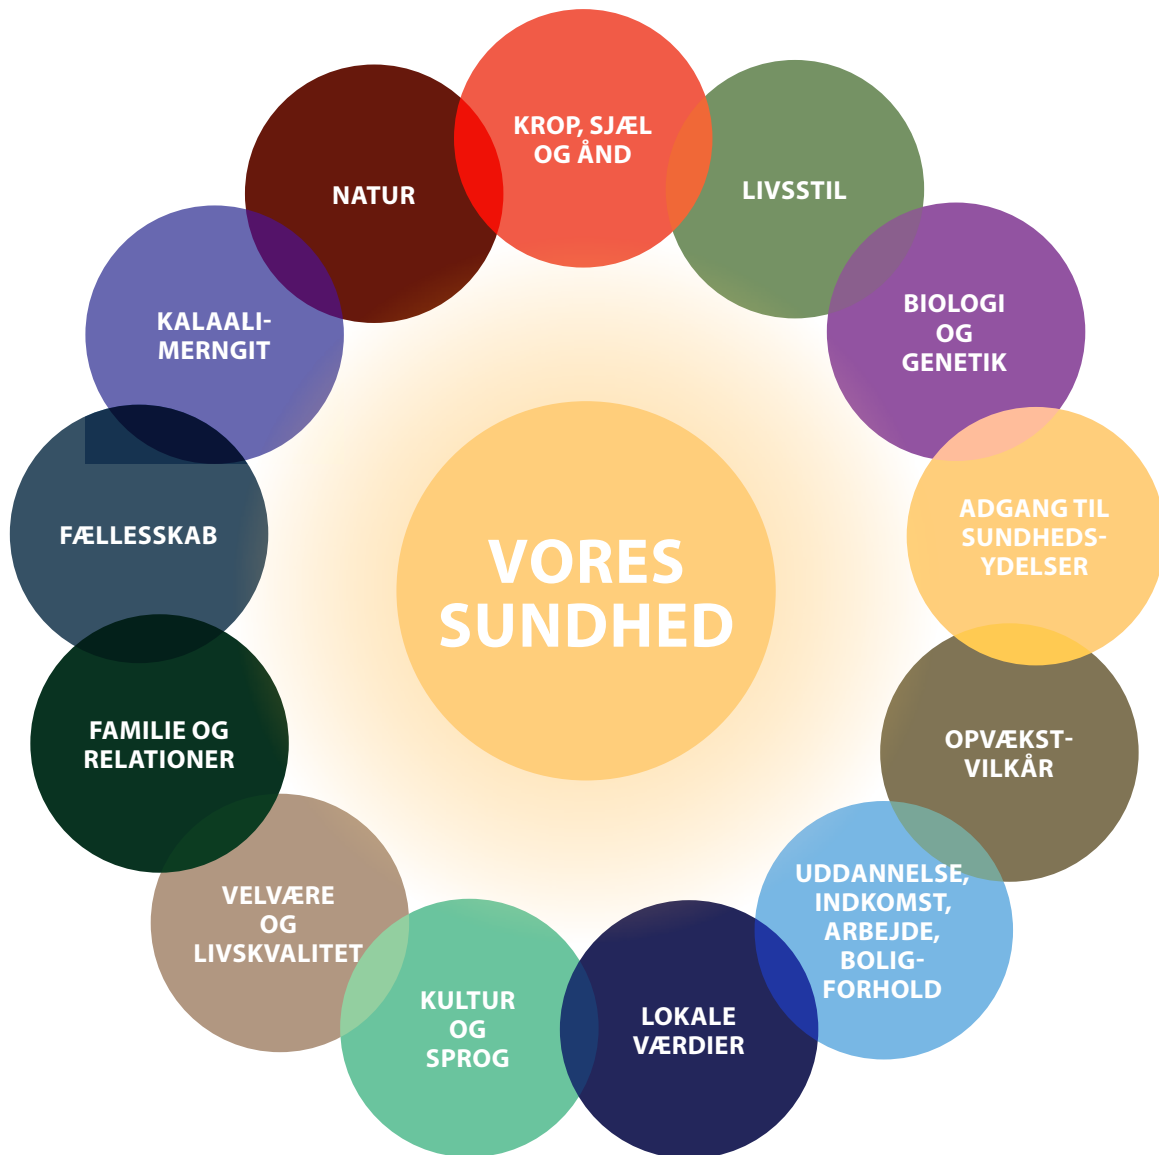 KROP, SJÆL
OG ÅND
LIVSSTIL
BIOLOGI
OG
GENETIK
ADGANG TIL
SUNDHEDS-
YDELSER
OPVÆKST-
VILKÅR
UDDANNELSE,
INDKOMST,
ARBEJDE,
BOLIG-
FORHOLD
LOKALE
VÆRDIER
KULTUR
OG
SPROG
VELVÆRE
OG
LIVSKVALITET
FAMILIE OG
RELATIONER
FÆLLESSKAB
KALAALI-
MERNGIT
NATUR
VORES
SUNDHED